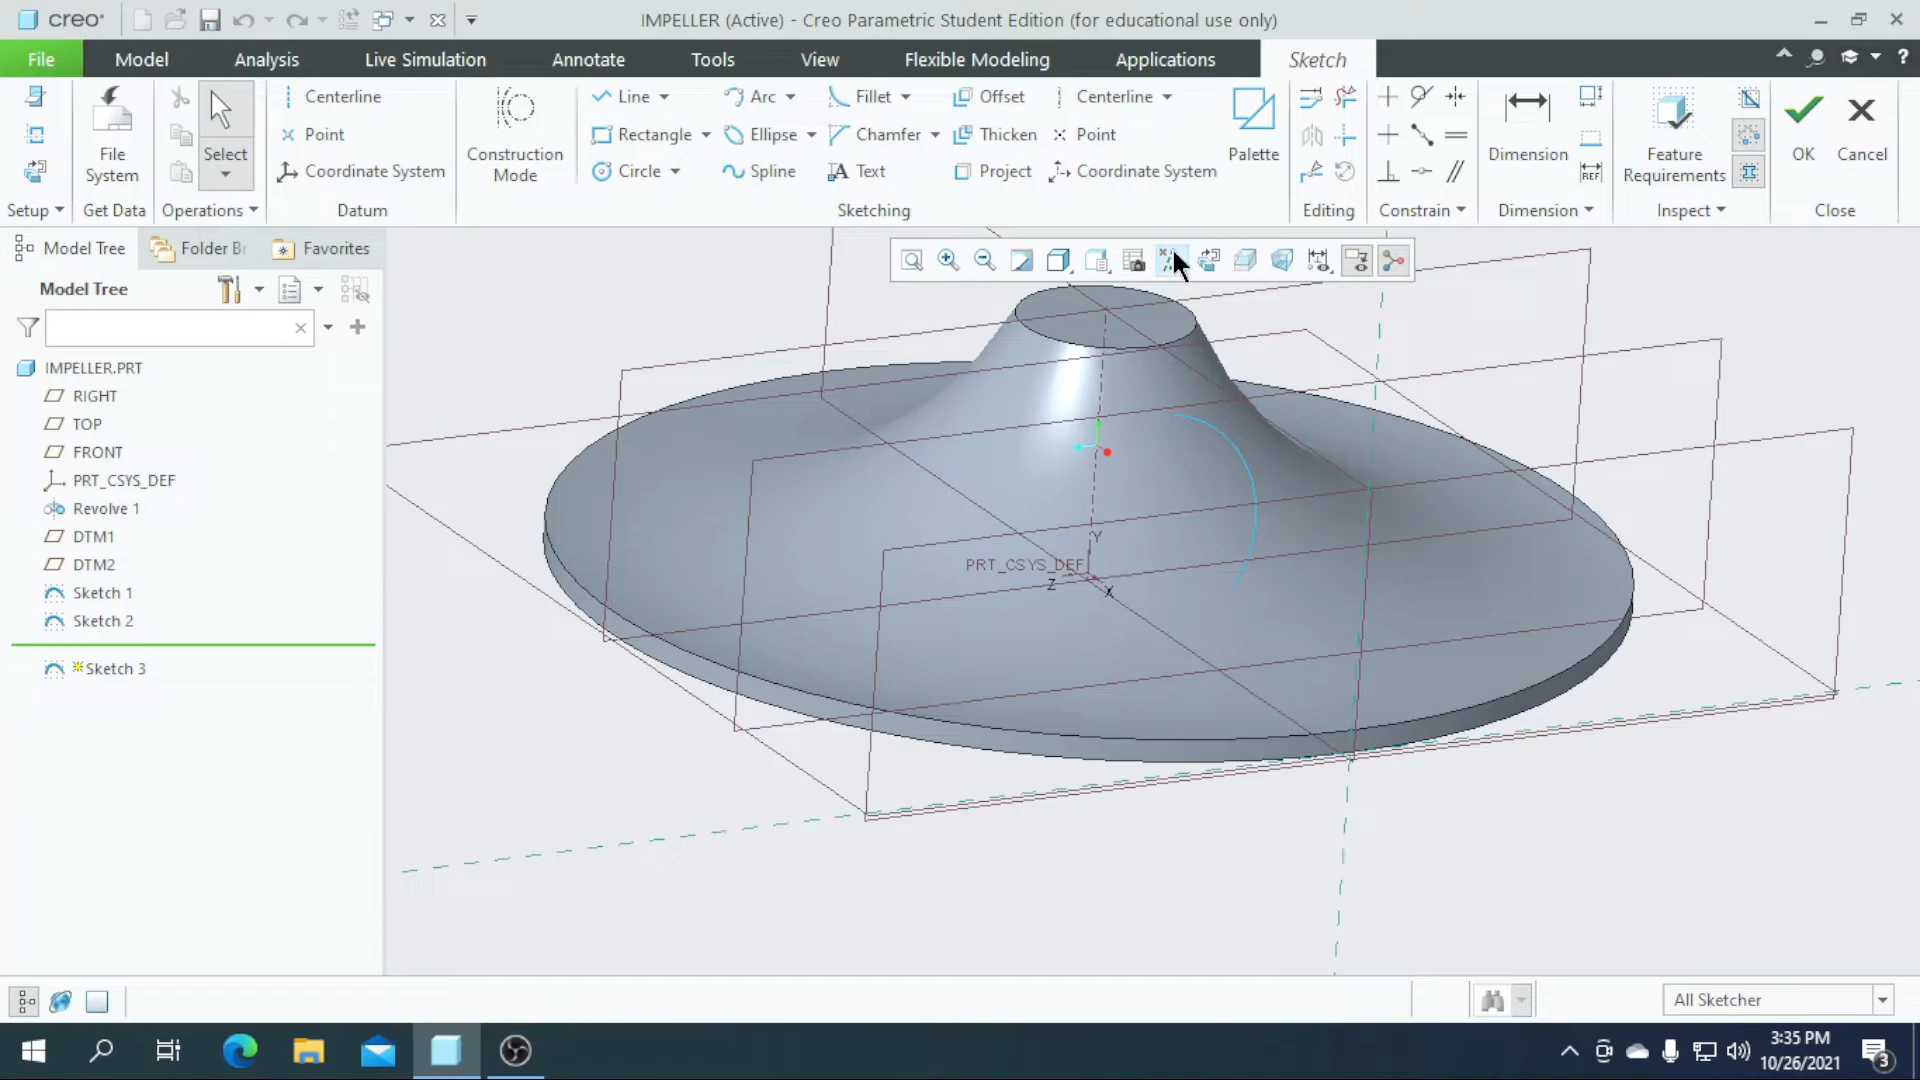 creo
IMPELLER (Active) - Creo Parametric Student Edition (for educational use only)
File Model Analysis Live Simulation Annotate Tools View Flexible Modeling Applications Sketch
Centerline Line Arc Fillet Offset Centerline
Point Rectangle Ellipse Chamfer Thicken Point
Coordinate System Circle Spline Text Project Coordinate System
File System
Select
Construction Mode
Palette
Dimension
REF
Feature Requirements
OK
Cancel
Setup Get Data Operations Datum Sketching Editing Constrain Dimension Inspect Close
Model Tree Folder Br Favorites
Model Tree
IMPELLER.PRT
RIGHT
TOP
FRONT
PRT_CSYS_DEF
Revolve 1
DTM1
DTM2
Sketch 1
Sketch 2
Sketch 3
Y
PRT_CSYS_DEF
Z
X
All Sketcher
3:35 PM
10/26/2021
3